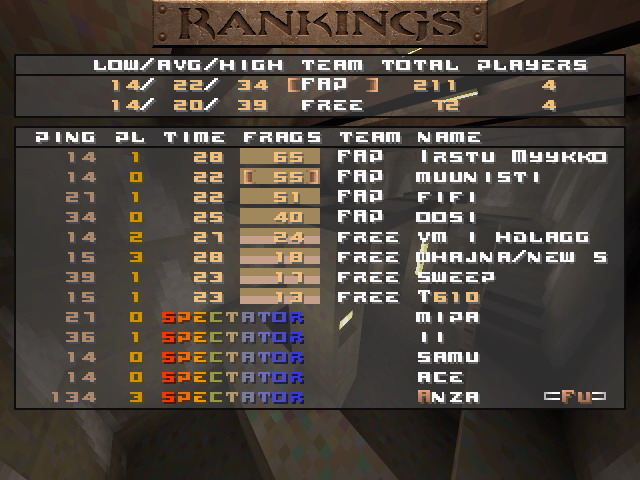 RANKINGS
LOW/AVG/HIGH TEAM TOTAL PLAYERS
14/ 22/ 34 [FAP ] 211 4
14/ 20/ 39 FREE 72 4
PING PL TIME FRAGS TEAM NAME
14 1 28 65 FAP IRSTU MYYKKO
14 0 22 [ 55 ] FAP MUUNISTI
27 1 22 51 FAP FIFI
34 0 25 40 FAP OOSI
14 2 27 24 FREE VM I HALAGG
15 3 28 18 FREE OHAJNA/NEW S
39 1 23 17 FREE SWEEP
15 1 23 13 FREE T610
27 0 SPECTATOR MIPA
36 1 SPECTATOR II
14 0 SPECTATOR SAMU
14 0 SPECTATOR ACE
134 3 SPECTATOR ANZA =FU=